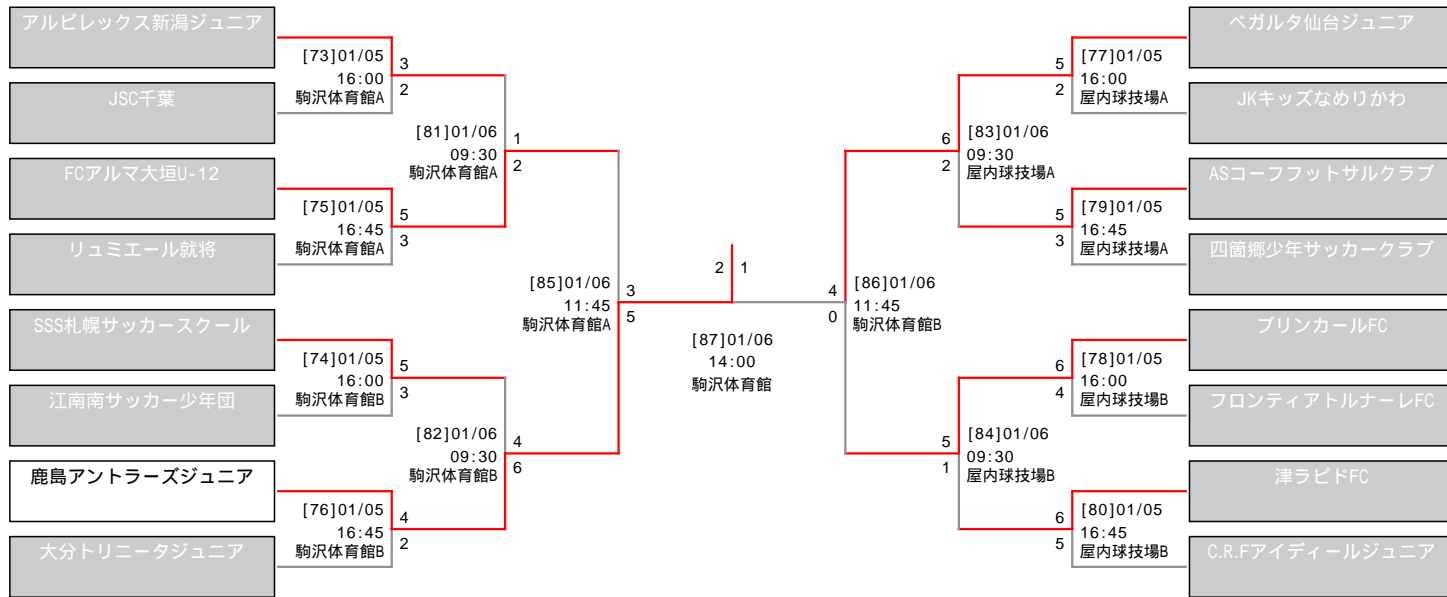 アルビレックス新潟ジュニア
[73]01/05
16:00
駒沢体育館A
3
2
JSC千葉
[81]01/06
09:30
駒沢体育館A
1
2
FCアルマ大垣U-12
[75]01/05
16:45
駒沢体育館A
5
3
リュミエール就将
[85]01/06
11:45
駒沢体育館A
3
5
SSS札幌サッカースクール
[74]01/05
16:00
駒沢体育館B
5
3
江南南サッカー少年団
[82]01/06
09:30
駒沢体育館B
4
6
鹿島アントラーズジュニア
[76]01/05
16:45
駒沢体育館B
4
2
大分トリニータジュニア
2 1
[87]01/06
14:00
駒沢体育館
ベガルタ仙台ジュニア
5
2
[77]01/05
16:00
屋内球技場A
JKキッズなめりかわ
6
2
[83]01/06
09:30
屋内球技場A
ASコーフフットサルクラブ
5
3
[79]01/05
16:45
屋内球技場A
四箇郷少年サッカークラブ
4
0
[86]01/06
11:45
駒沢体育館B
ブリンカールFC
6
4
[78]01/05
16:00
屋内球技場B
フロンティアトルナーレFC
5
1
[84]01/06
09:30
屋内球技場B
津ラピドFC
6
5
[80]01/05
16:45
屋内球技場B
C.R.Fアイディールジュニア